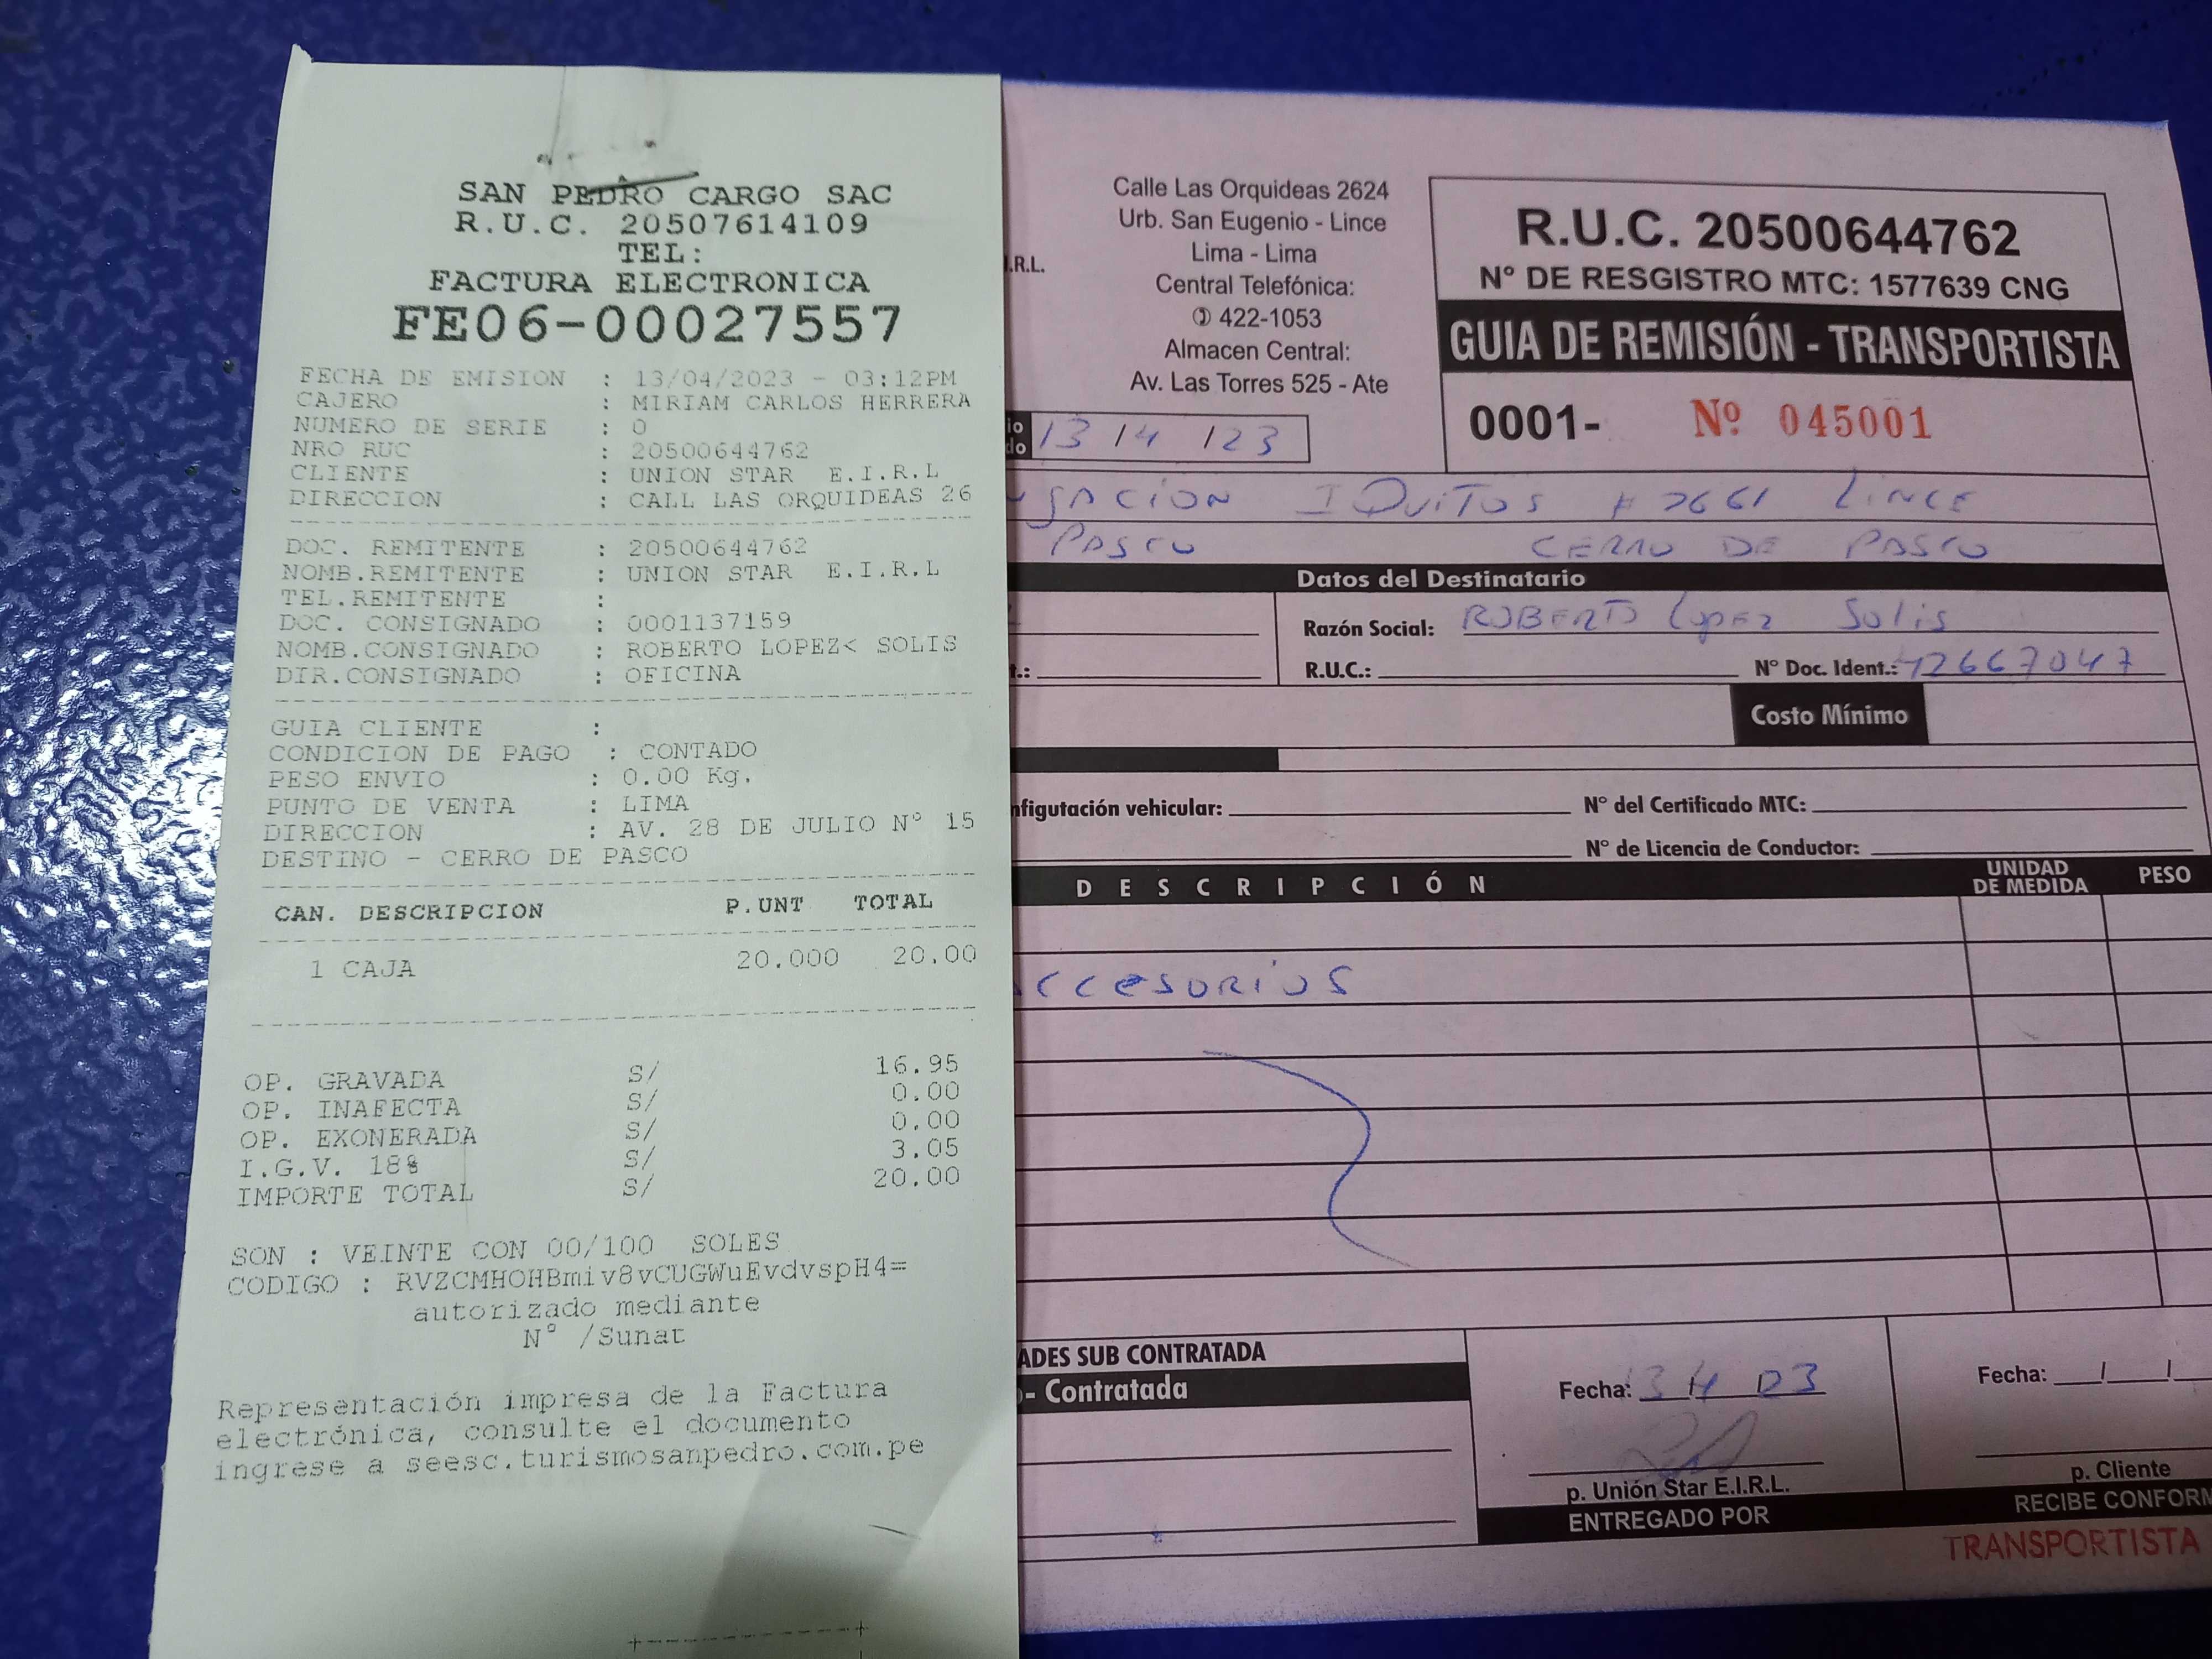 SAN PEDRO CARGO SAC
R.U.C. 20507614109
TEL:
FACTURA ELECTRONICA
FE06-00027557
FECHA DE EMISION : 13/04/2023 - 03:12PM
CAJERO : MIRIAM CARLOS HERRERA
NUMERO DE SERIE : 0
NRO RUC : 20500644762
CLIENTE : UNION STAR E.I.R.L
DIRECCION : CALL LAS ORQUIDEAS 26
DOC. REMITENTE : 20500644762
NOMB.REMITENTE : UNION STAR E.I.R.L
TEL.REMITENTE :
DOC. CONSIGNADO : 0001137159
NOMB.CONSIGNADO : ROBERTO LOPEZ< SOLIS
DIR.CONSIGNADO : OFICINA
GUIA CLIENTE :
CONDICION DE PAGO : CONTADO
PESO ENVIO : 0.00 Kg.
PUNTO DE VENTA : LIMA
DIRECCION : AV. 28 DE JULIO N° 15
DESTINO - CERRO DE PASCO
CAN. DESCRIPCION P.UNT TOTAL
1 CAJA 20.000 20.00
OP. GRAVADA S/ 16.95
OP. INAFECTA S/ 0.00
OP. EXONERADA S/ 0.00
I.G.V. 18% S/ 3.05
IMPORTE TOTAL S/ 20.00
SON : VEINTE CON 00/100 SOLES
CODIGO : RVZCMHOHBmiv8vCUGWuEvdvspH4=
autorizado mediante
N° /Sunat
Representación impresa de la Factura
electrónica, consulte el documento
ingrese a seesc.turismosanpedro.com.pe
.R.L.
Calle Las Orquideas 2624
Urb. San Eugenio - Lince
Lima - Lima
Central Telefónica:
422-1053
Almacen Central:
Av. Las Torres 525 - Ate
R.U.C. 20500644762
N° DE RESGISTRO MTC: 1577639 CNG
GUIA DE REMISIÓN - TRANSPORTISTA
0001- Nº 045001
13 / 4 / 23
IQUITOS # 2661 LINCE
PASCO CERRO DE PASCO
Datos del Destinatario
Razón Social: ROBERTO Lopez Solis
R.U.C.: N° Doc. Ident.: 42667047
Costo Mínimo
nfigutación vehicular: N° del Certificado MTC:
N° de Licencia de Conductor:
DESCRIPCIÓN UNIDAD DE MEDIDA PESO
ccesorios
ADES SUB CONTRATADA
- Contratada
Fecha: 13 4 23
p. Unión Star E.I.R.L.
ENTREGADO POR
Fecha: / /
p. Cliente
RECIBE CONFORM
TRANSPORTISTA